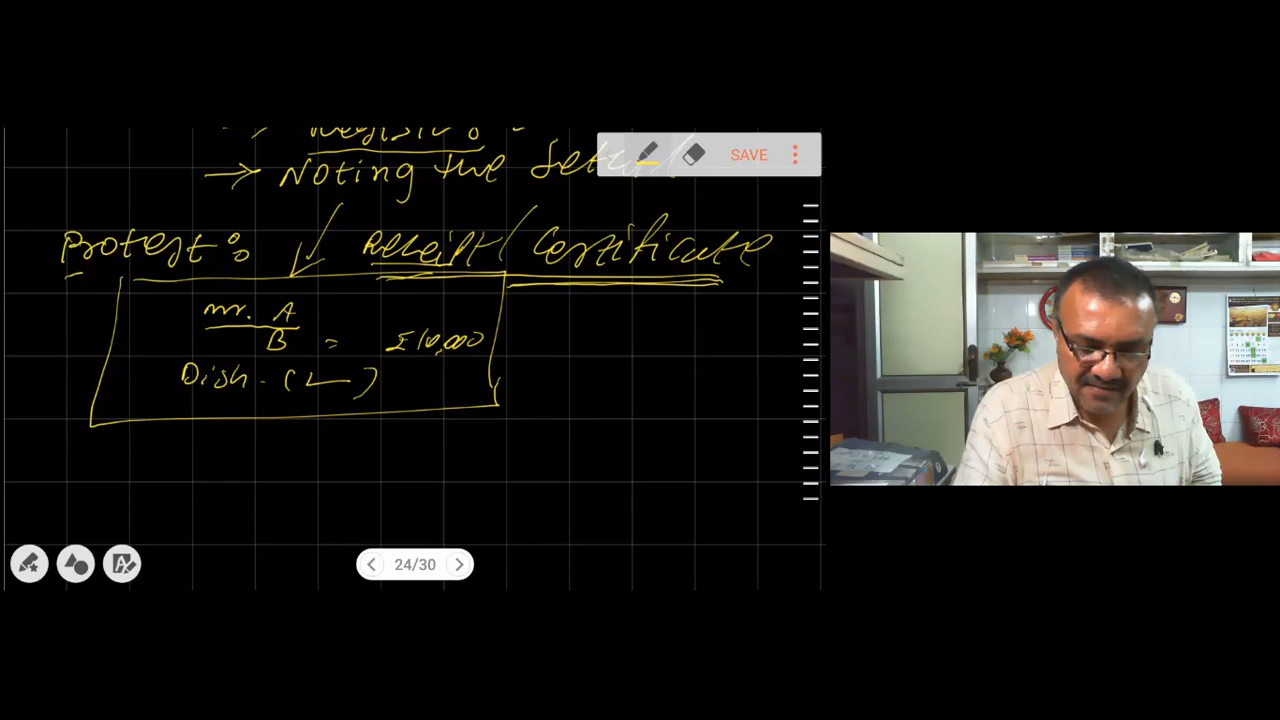 → Noting the
SAVE
Protest: Receipt / Certificate
Mr. A
B = ₹10,000
Dish. ( )
24/30